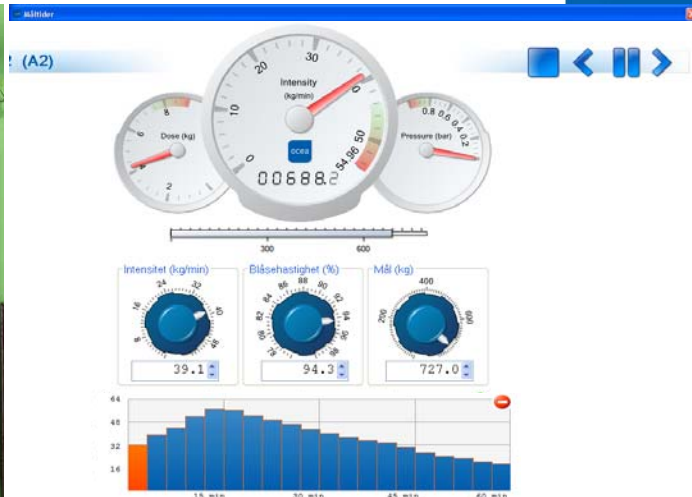 Måltider
2 (A2)
20 30
10 0
0 50
54.96
Intensity
(kg/min)
ocea
00688.2
8
6
4
2
Dose (kg)
0.8 0.6 0.4 0.2
Pressure (bar)
300 600
Intensitet (kg/min)
8 16 24 32 40 48
39.1
Blåsehastighet (%)
78 80 82 84 86 88 90 92 94 96 98
94.3
Mål (kg)
200 400 600
727.0
64
48
32
16
15 min 30 min 45 min 60 min